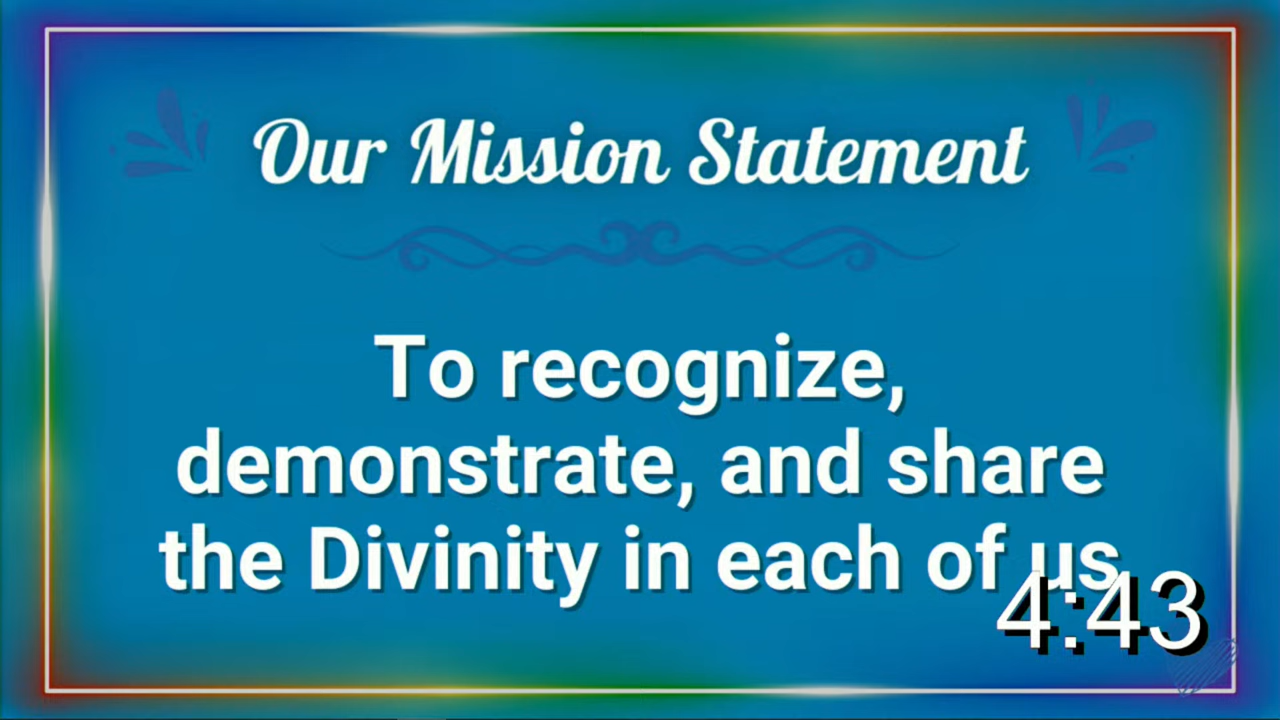 Our Mission Statement
To recognize,
demonstrate, and share
the Divinity in each of us
4:43